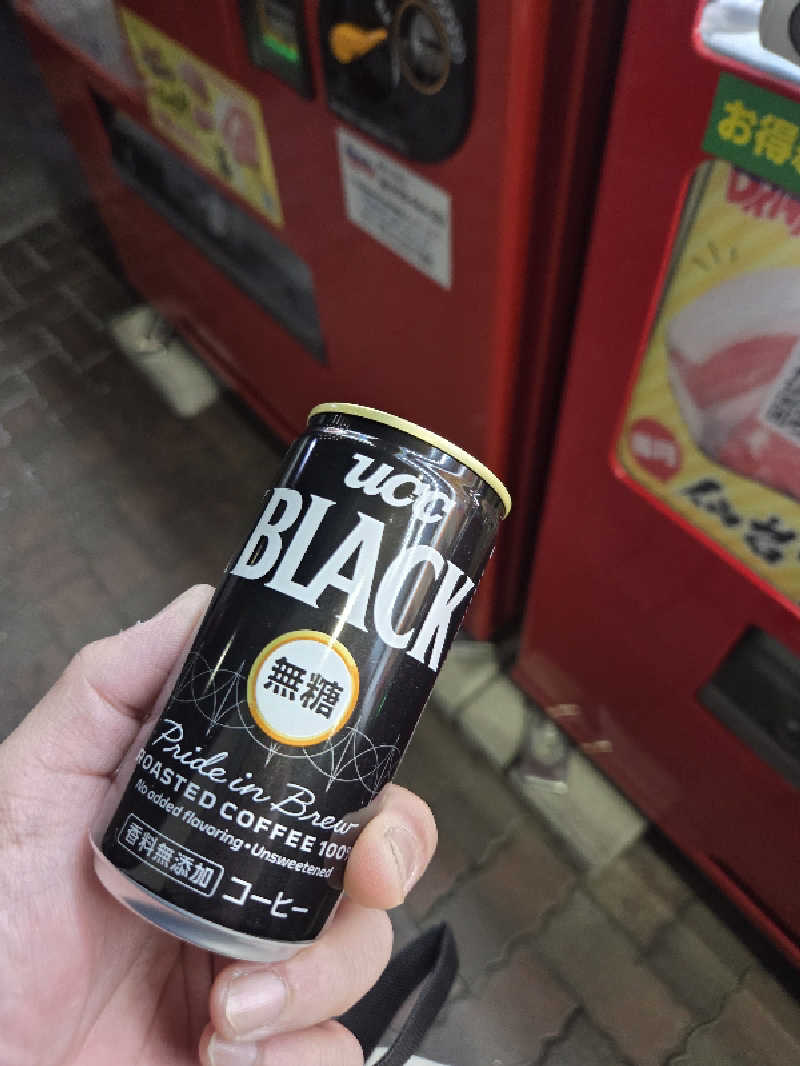 ucc
BLACK
無糖
Pride in Brew
ROASTED COFFEE 100%
No added flavoring・Unsweetened
香料無添加 コーヒー
お得
DRIN